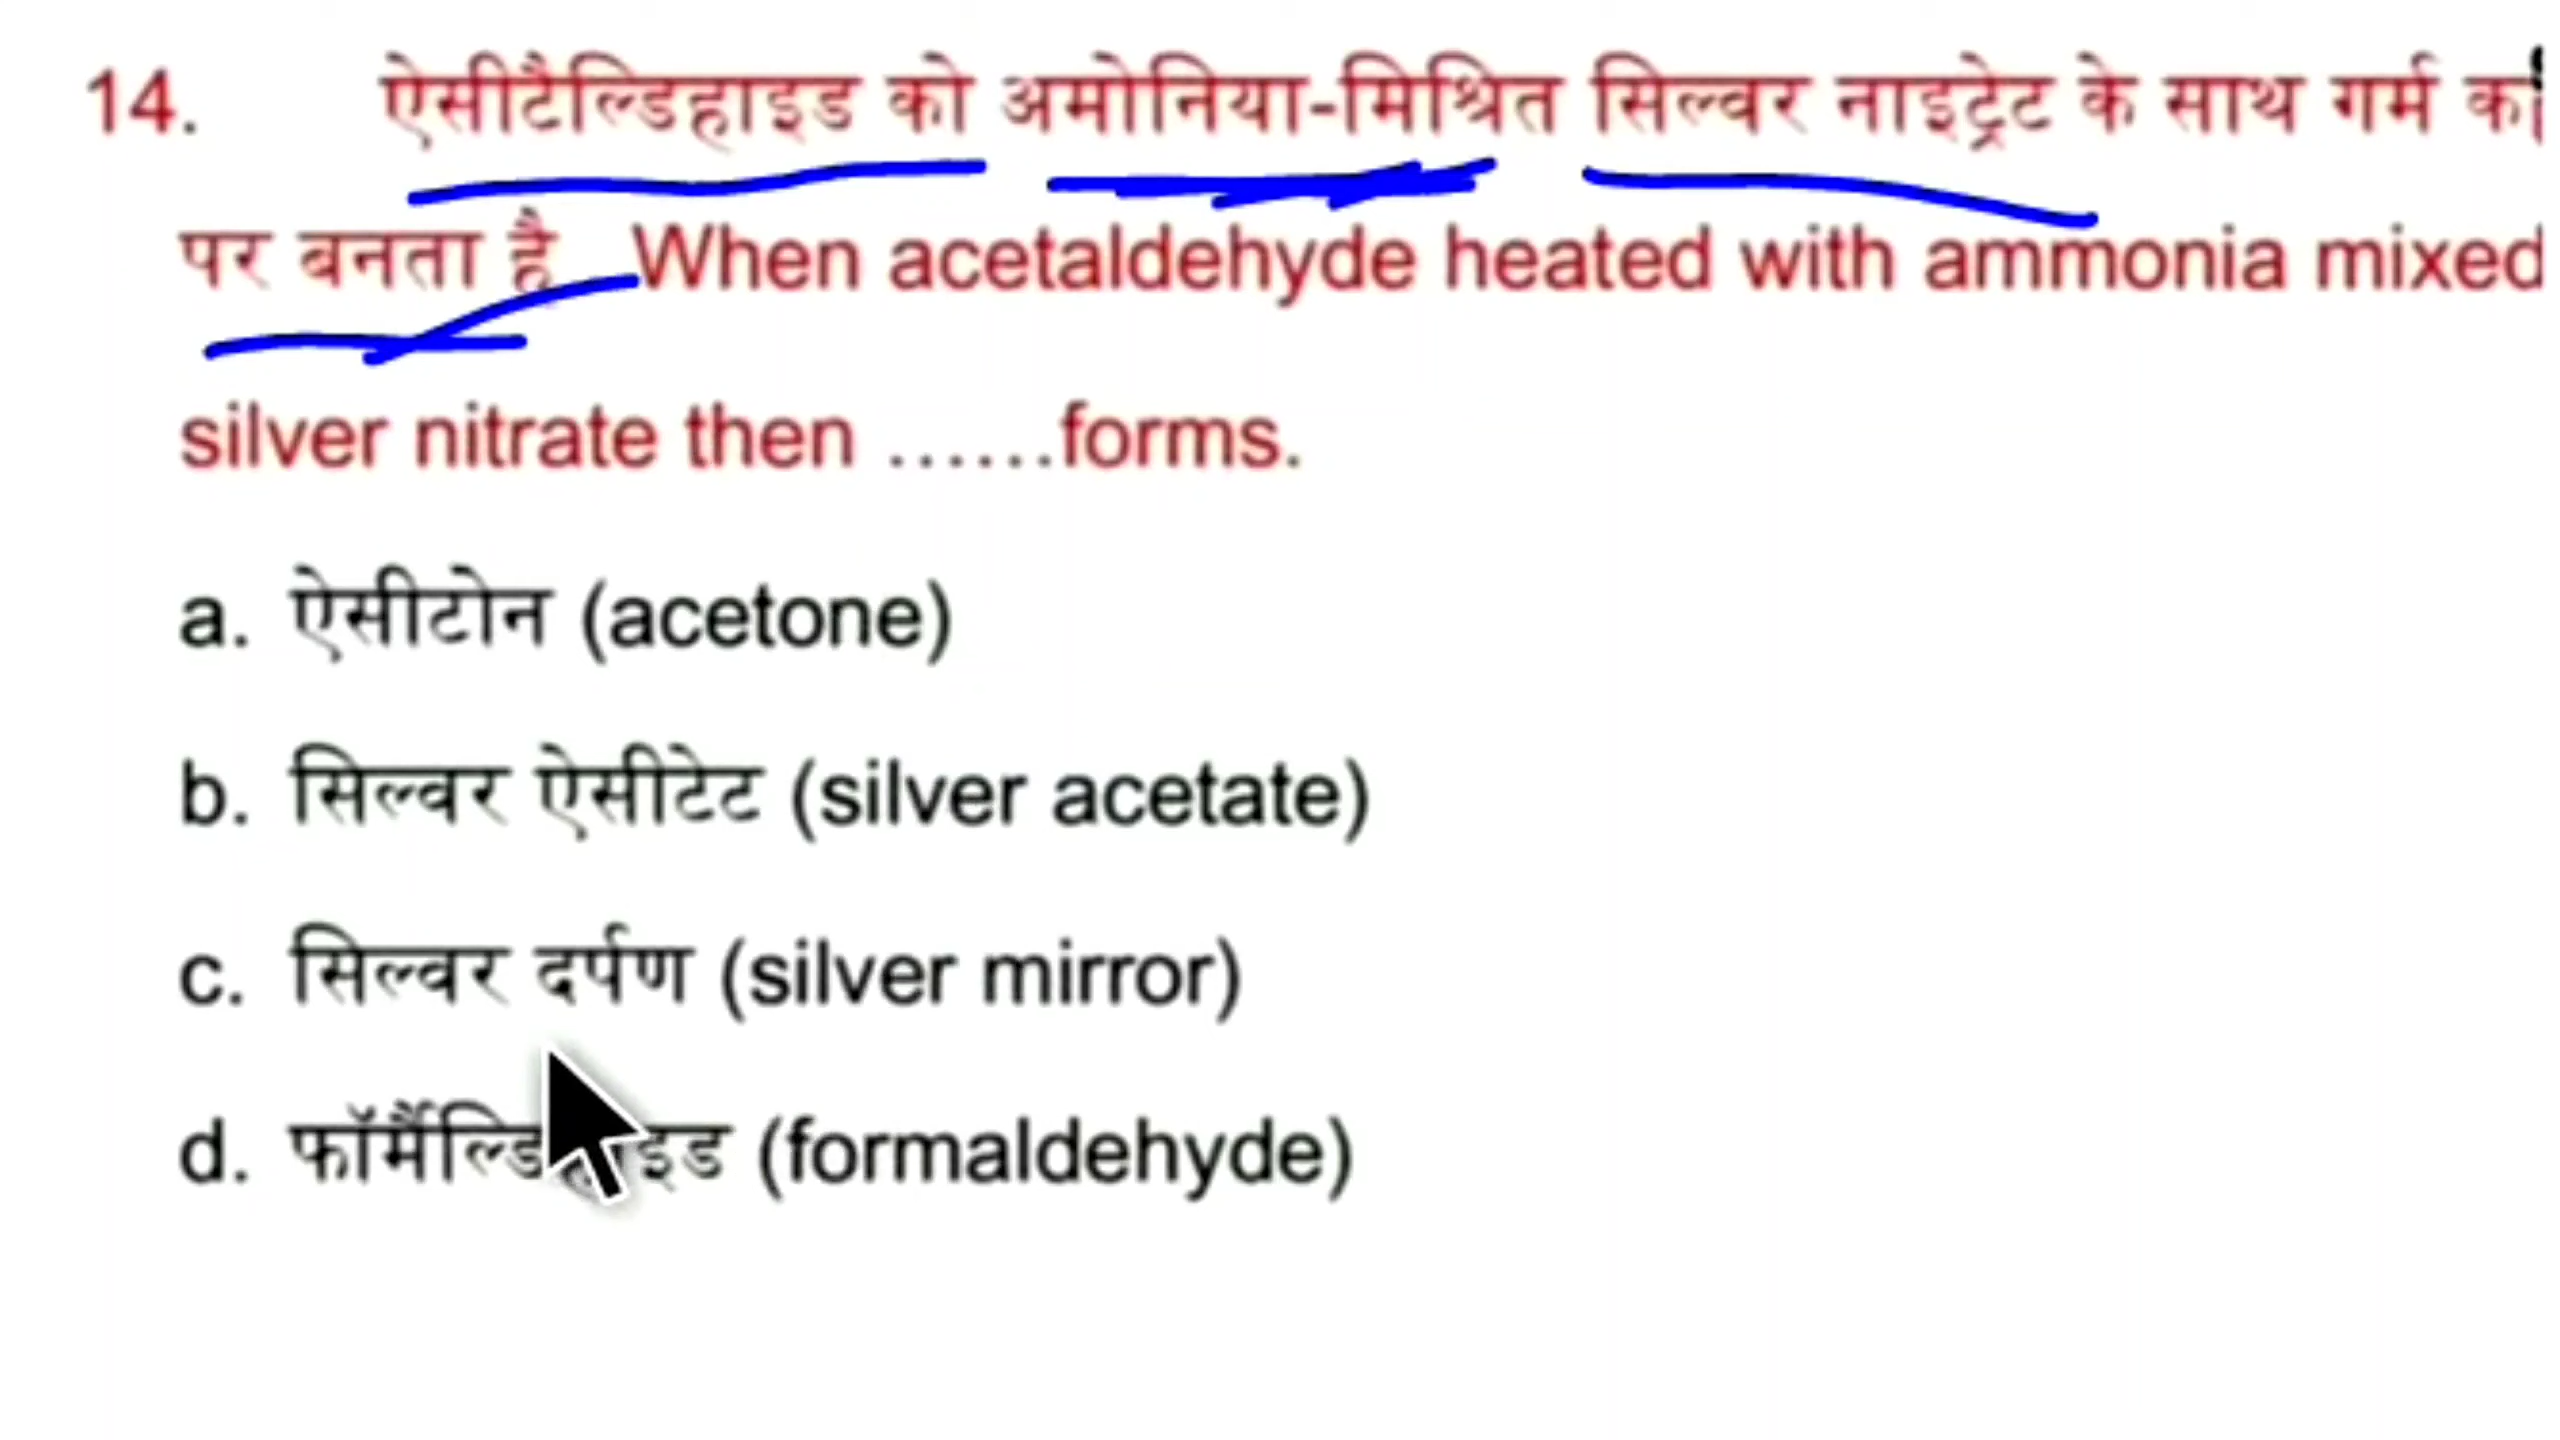 14. ऐसीटैल्डिहाइड को अमोनिया-मिश्रित सिल्वर नाइट्रेट के साथ गर्म
पर बनता है When acetaldehyde heated with ammonia mixed
silver nitrate then ......forms.
a. ऐसीटोन (acetone)
b. सिल्वर ऐसीटेट (silver acetate)
c. सिल्वर दर्पण (silver mirror)
d. फॉर्मैल्डिहाइड (formaldehyde)